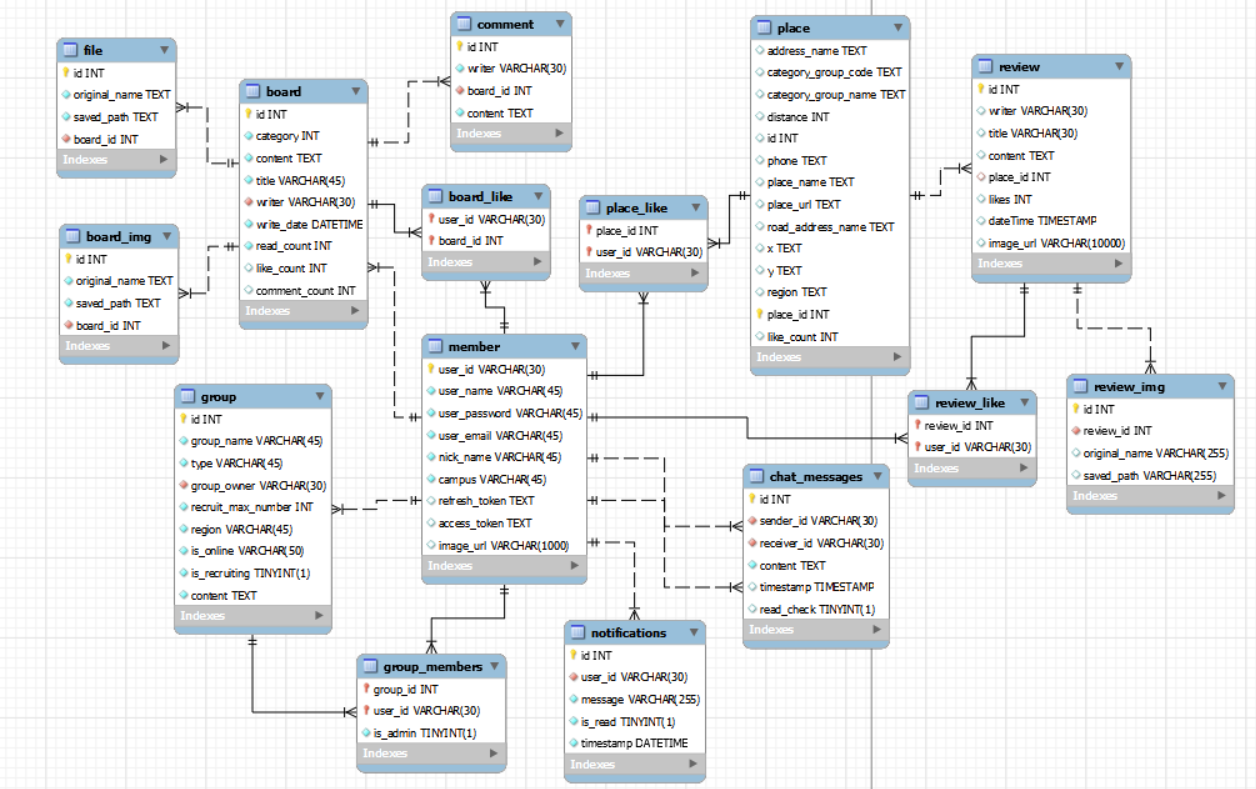 file
id INT
original_name TEXT
saved_path TEXT
board_id INT
Indexes
board
id INT
category INT
content TEXT
title VARCHAR(45)
writer VARCHAR(30)
write_date DATETIME
read_count INT
like_count INT
comment_count INT
Indexes
comment
id INT
writer VARCHAR(30)
board_id INT
content TEXT
Indexes
place
address_name TEXT
category_group_code TEXT
category_group_name TEXT
distance INT
id INT
phone TEXT
place_name TEXT
place_url TEXT
road_address_name TEXT
x TEXT
y TEXT
region TEXT
place_id INT
like_count INT
Indexes
review
id INT
writer VARCHAR(30)
title VARCHAR(30)
content TEXT
place_id INT
likes INT
dateTime TIMESTAMP
image_url VARCHAR(10000)
Indexes
board_img
id INT
original_name TEXT
saved_path TEXT
board_id INT
Indexes
board_like
user_id VARCHAR(30)
board_id INT
Indexes
place_like
place_id INT
user_id VARCHAR(30)
Indexes
member
user_id VARCHAR(30)
user_name VARCHAR(45)
user_password VARCHAR(45)
user_email VARCHAR(45)
nick_name VARCHAR(45)
campus VARCHAR(45)
refresh_token TEXT
access_token TEXT
image_url VARCHAR(1000)
Indexes
group
id INT
group_name VARCHAR(45)
type VARCHAR(45)
group_owner VARCHAR(30)
recruit_max_number INT
region VARCHAR(45)
is_online VARCHAR(50)
is_recruiting TINYINT(1)
content TEXT
Indexes
review_like
review_id INT
user_id VARCHAR(30)
Indexes
review_img
id INT
review_id INT
original_name VARCHAR(255)
saved_path VARCHAR(255)
Indexes
chat_messages
id INT
sender_id VARCHAR(30)
receiver_id VARCHAR(30)
content TEXT
timestamp TIMESTAMP
read_check TINYINT(1)
Indexes
group_members
group_id INT
user_id VARCHAR(30)
is_admin TINYINT(1)
Indexes
notifications
id INT
user_id VARCHAR(30)
message VARCHAR(255)
is_read TINYINT(1)
timestamp DATETIME
Indexes